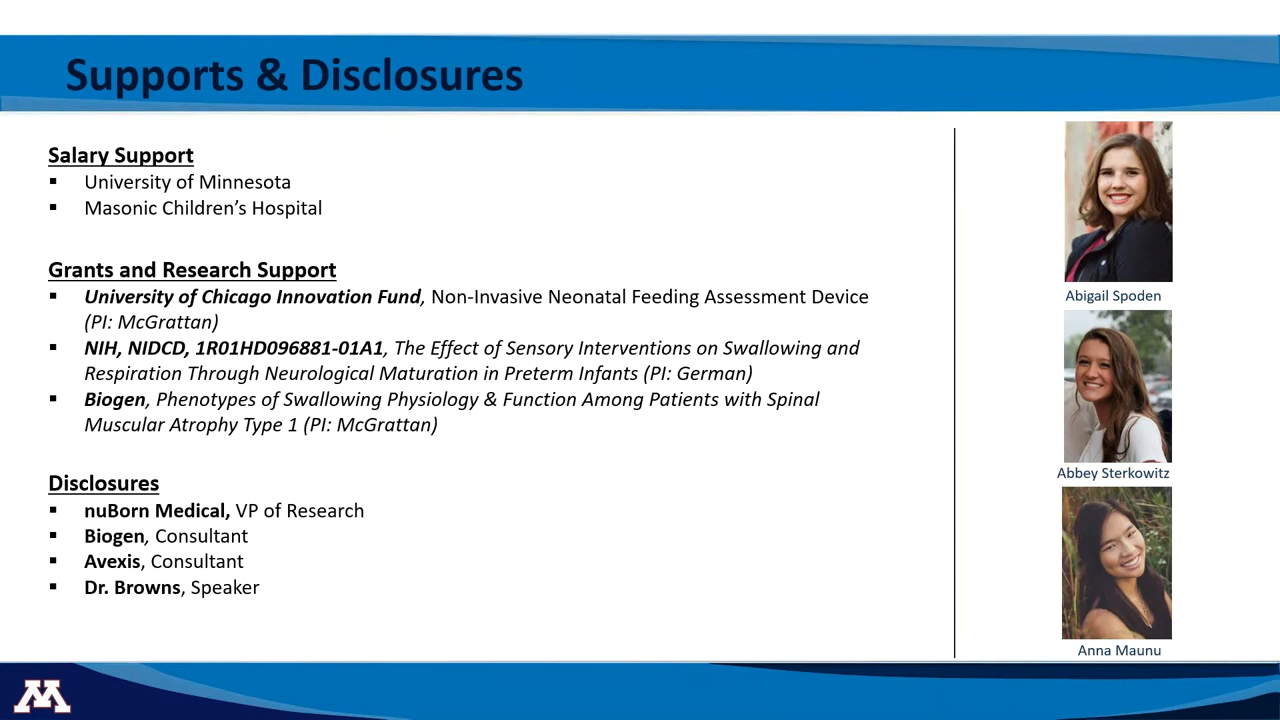 Supports & Disclosures
Salary Support
▪ University of Minnesota
▪ Masonic Children’s Hospital
Grants and Research Support
▪ University of Chicago Innovation Fund, Non-Invasive Neonatal Feeding Assessment Device
(PI: McGrattan)
▪ NIH, NIDCD, 1R01HD096881-01A1, The Effect of Sensory Interventions on Swallowing and
Respiration Through Neurological Maturation in Preterm Infants (PI: German)
▪ Biogen, Phenotypes of Swallowing Physiology & Function Among Patients with Spinal
Muscular Atrophy Type 1 (PI: McGrattan)
Disclosures
▪ nuBorn Medical, VP of Research
▪ Biogen, Consultant
▪ Avexis, Consultant
▪ Dr. Browns, Speaker
Abigail Spoden
Abbey Sterkowitz
Anna Maunu
M